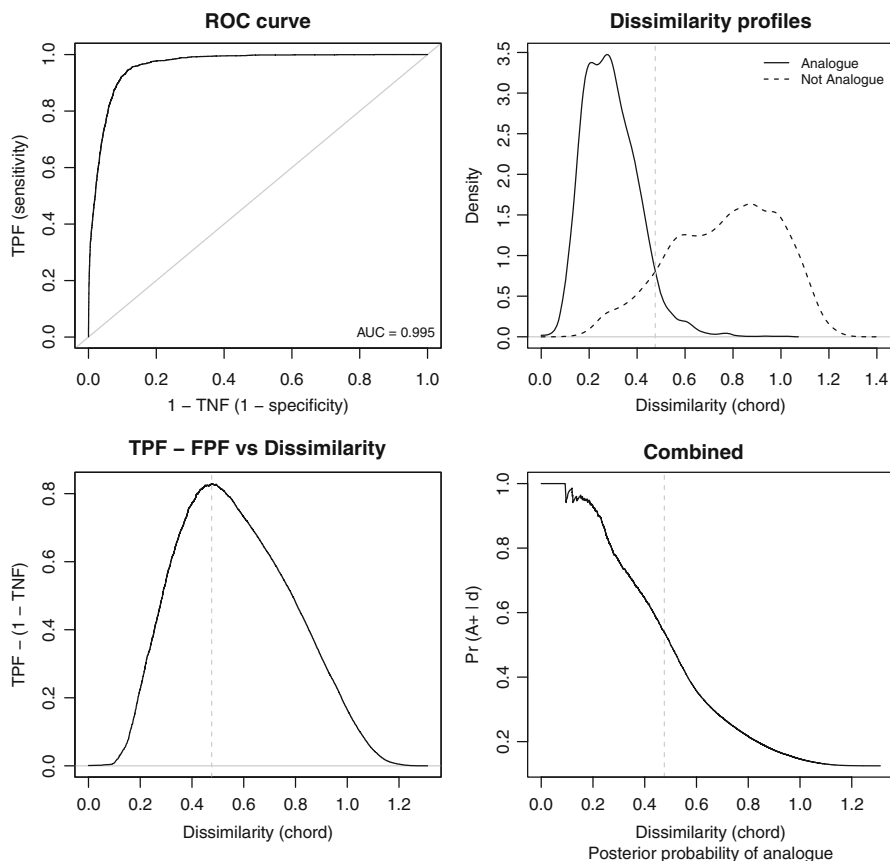 ROC curve
TPF (sensitivity)
1.0
0.8
0.6
0.4
0.2
0.0
AUC = 0.995
0.0 0.2 0.4 0.6 0.8 1.0
1 − TNF (1 − specificity)
Dissimilarity profiles
Density
3.5
3.0
2.5
2.0
1.5
1.0
0.5
0.0
Analogue
Not Analogue
0.0 0.2 0.4 0.6 0.8 1.0 1.2 1.4
Dissimilarity (chord)
TPF − FPF vs Dissimilarity
TPF − (1 − TNF)
0.8
0.6
0.4
0.2
0.0
0.0 0.2 0.4 0.6 0.8 1.0 1.2
Dissimilarity (chord)
Combined
Pr (A+ | d)
1.0
0.8
0.6
0.4
0.2
0.0 0.2 0.4 0.6 0.8 1.0 1.2
Dissimilarity (chord)
Posterior probability of analogue